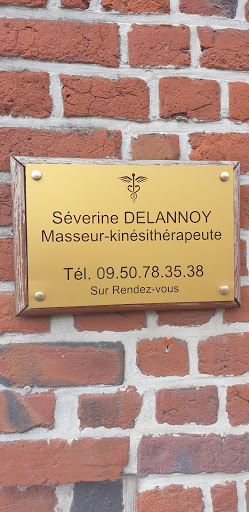 Séverine DELANNOY
Masseur-kinésithérapeute
Tél. 09.50.78.35.38
Sur Rendez-vous